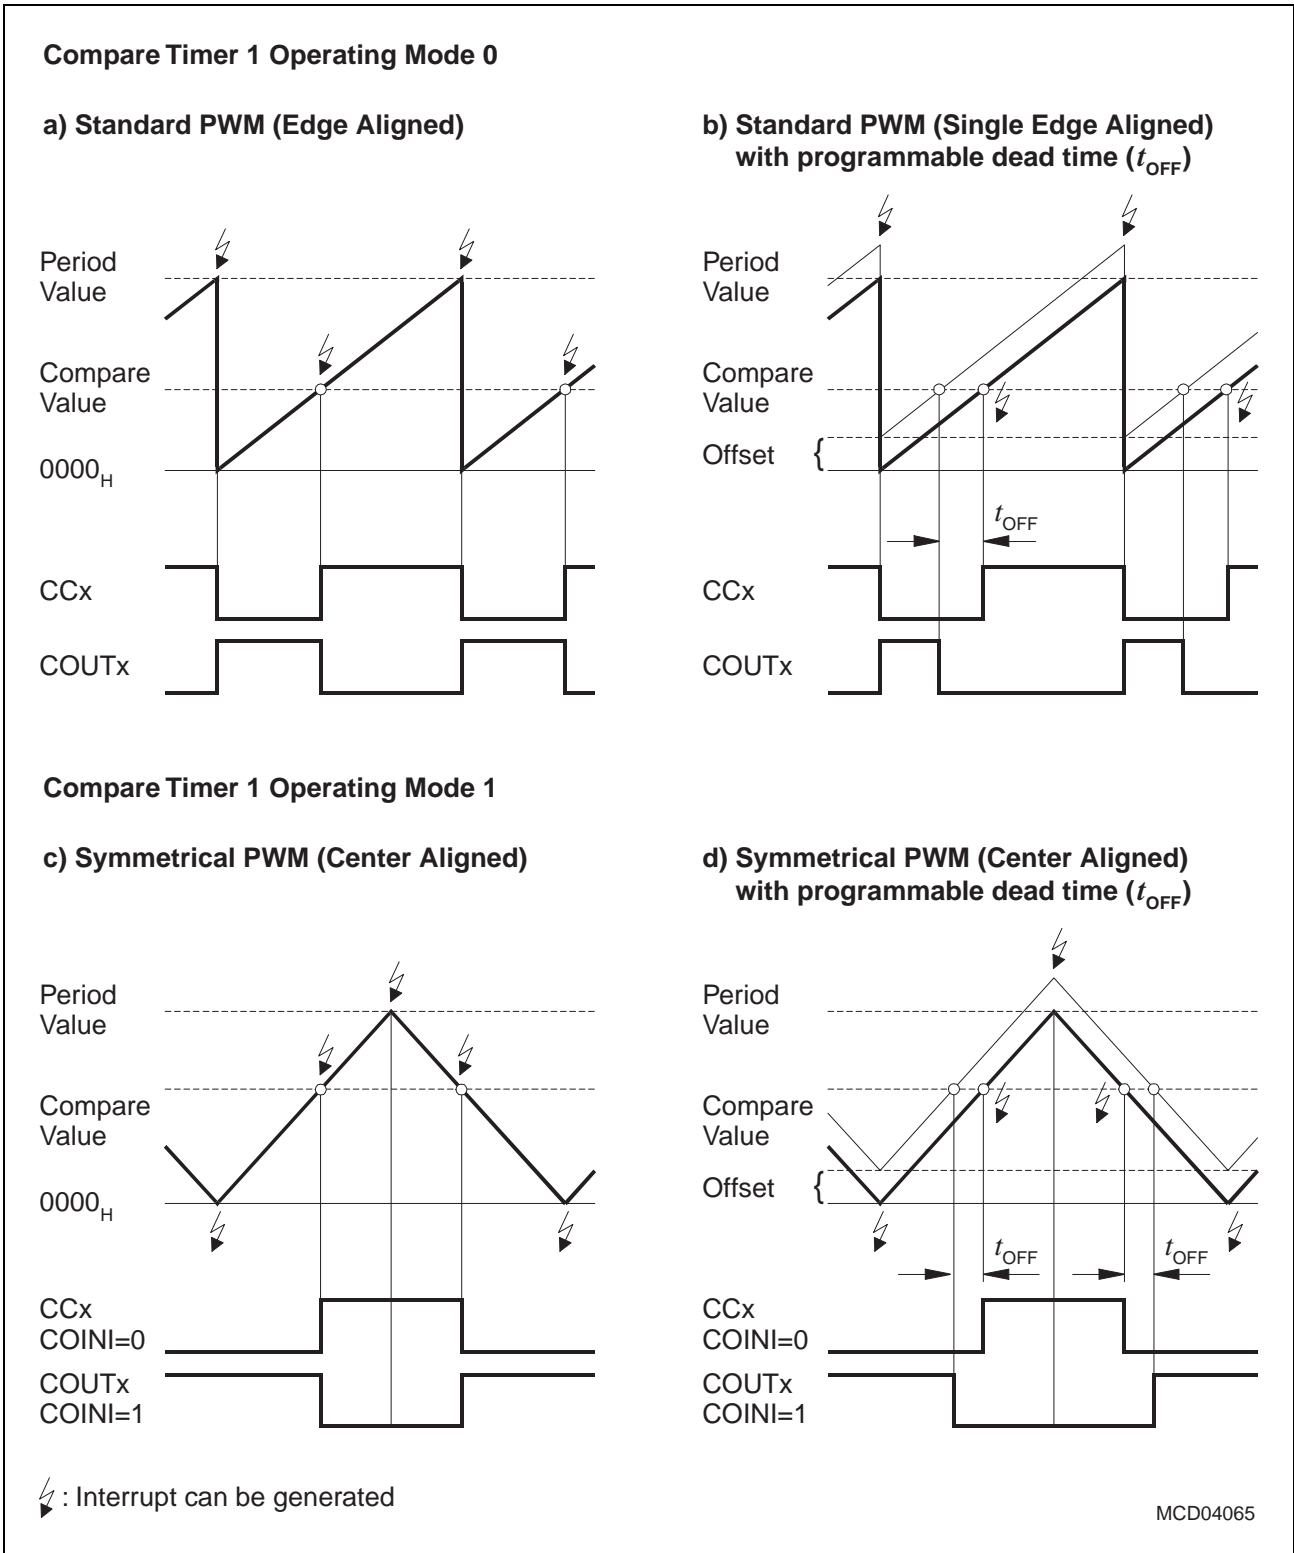 Compare Timer 1 Operating Mode 0
a) Standard PWM (Edge Aligned)
Period
Value
Compare
Value
0000H
CCx
COUTx
b) Standard PWM (Single Edge Aligned)
with programmable dead time (tOFF)
Period
Value
Compare
Value
Offset {
tOFF
CCx
COUTx
Compare Timer 1 Operating Mode 1
c) Symmetrical PWM (Center Aligned)
Period
Value
Compare
Value
0000H
CCx
COINI=0
COUTx
COINI=1
d) Symmetrical PWM (Center Aligned)
with programmable dead time (tOFF)
Period
Value
Compare
Value
Offset {
tOFF
tOFF
CCx
COINI=0
COUTx
COINI=1
: Interrupt can be generated
MCD04065